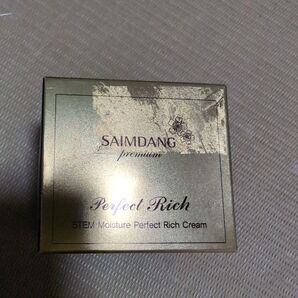 SAIMDANG
premium
Perfect Rich
STEM Moisture Perfect Rich Cream